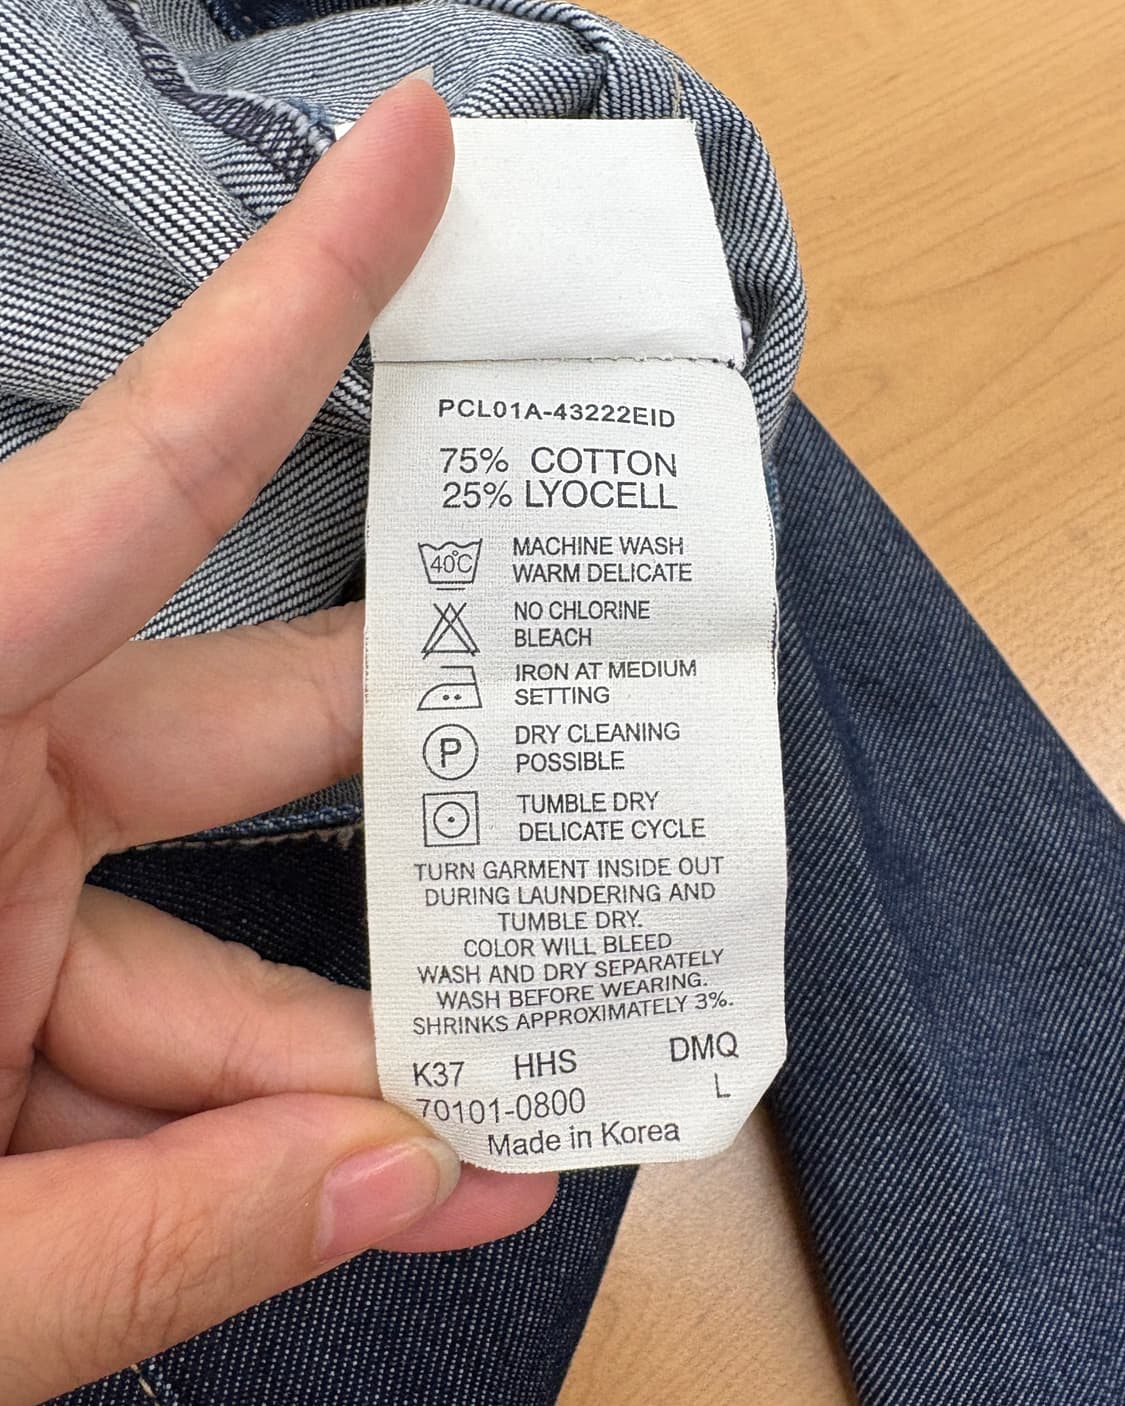 PCL01A-43222EID
75% COTTON
25% LYOCELL
40℃ MACHINE WASH
WARM DELICATE
NO CHLORINE
BLEACH
IRON AT MEDIUM
SETTING
P DRY CLEANING
POSSIBLE
TUMBLE DRY
DELICATE CYCLE
TURN GARMENT INSIDE OUT
DURING LAUNDERING AND
TUMBLE DRY.
COLOR WILL BLEED
WASH AND DRY SEPARATELY
WASH BEFORE WEARING.
SHRINKS APPROXIMATELY 3%.
K37 HHS DMQ
70101-0800 L
Made in Korea